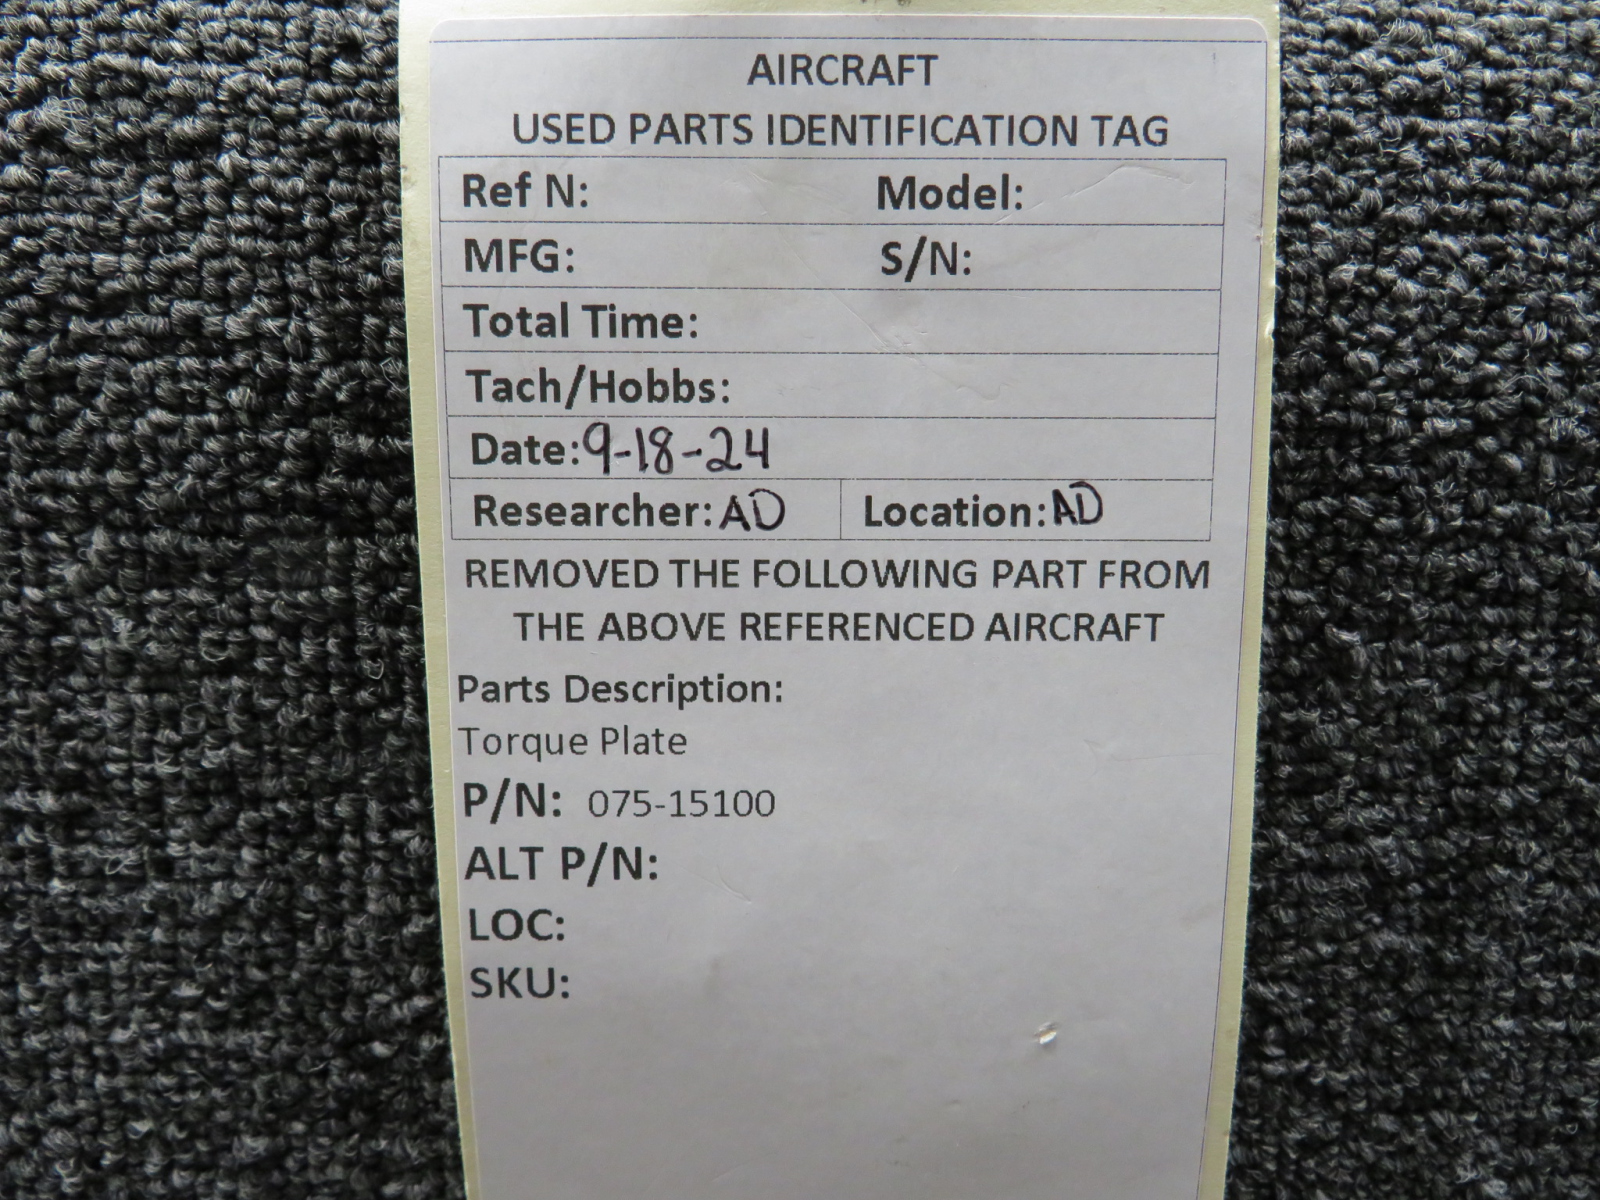 AIRCRAFT
USED PARTS IDENTIFICATION TAG
Ref N: Model:
MFG: S/N:
Total Time:
Tach/Hobbs:
Date: 9-18-24
Researcher: AD Location: AD
REMOVED THE FOLLOWING PART FROM
THE ABOVE REFERENCED AIRCRAFT
Parts Description:
Torque Plate
P/N: 075-15100
ALT P/N:
LOC:
SKU: